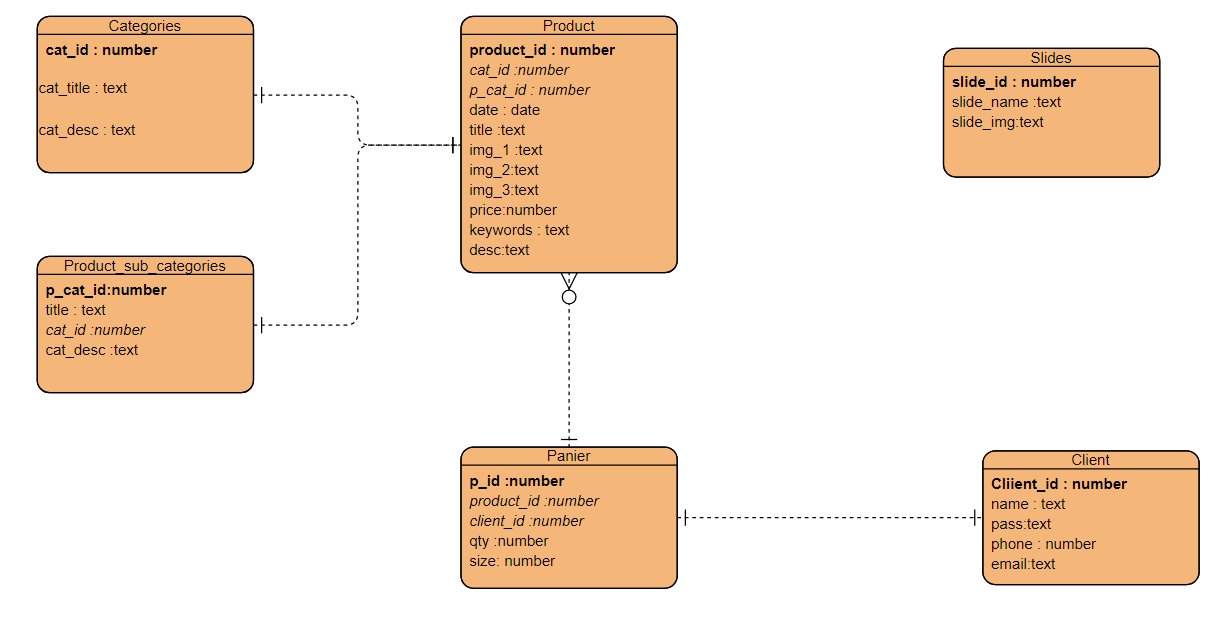 Categories
cat_id : number
cat_title : text
cat_desc : text
Product
product_id : number
cat_id :number
p_cat_id : number
date : date
title :text
img_1 :text
img_2:text
img_3:text
price:number
keywords : text
desc:text
Slides
slide_id : number
slide_name :text
slide_img:text
Product_sub_categories
p_cat_id:number
title : text
cat_id :number
cat_desc :text
Panier
p_id :number
product_id :number
client_id :number
qty :number
size: number
Client
Cliient_id : number
name : text
pass:text
phone : number
email:text